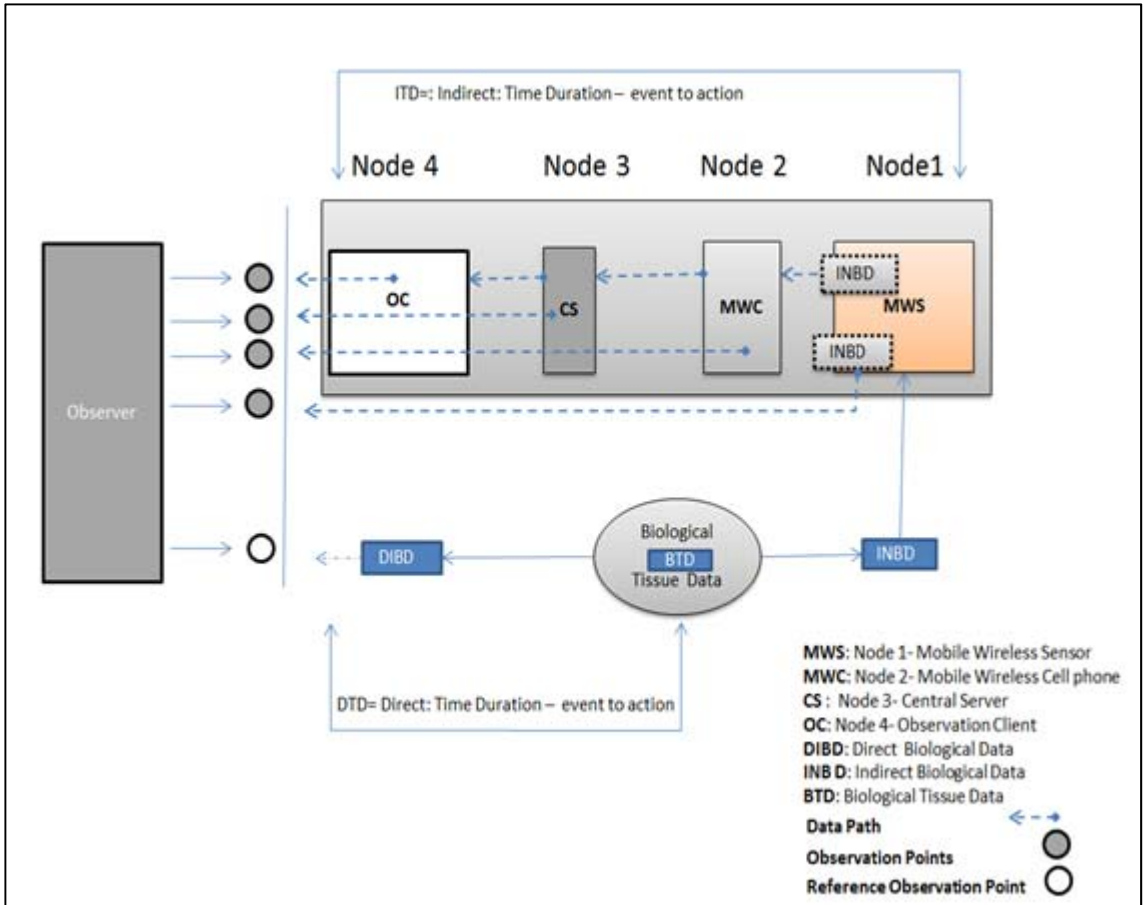 ITD=: Indirect: Time Duration – event to action
Node 4 Node 3 Node 2 Node1
INBD
OC CS MWC MWS
INBD
Observer
Biological
DIBD BTD INBD
Tissue Data
DTD= Direct: Time Duration – event to action
MWS: Node 1- Mobile Wireless Sensor
MWC: Node 2- Mobile Wireless Cell phone
CS : Node 3- Central Server
OC: Node 4- Observation Client
DIBD: Direct Biological Data
INB D: Indirect Biological Data
BTD: Biological Tissue Data
Data Path
Observation Points
Reference Observation Point